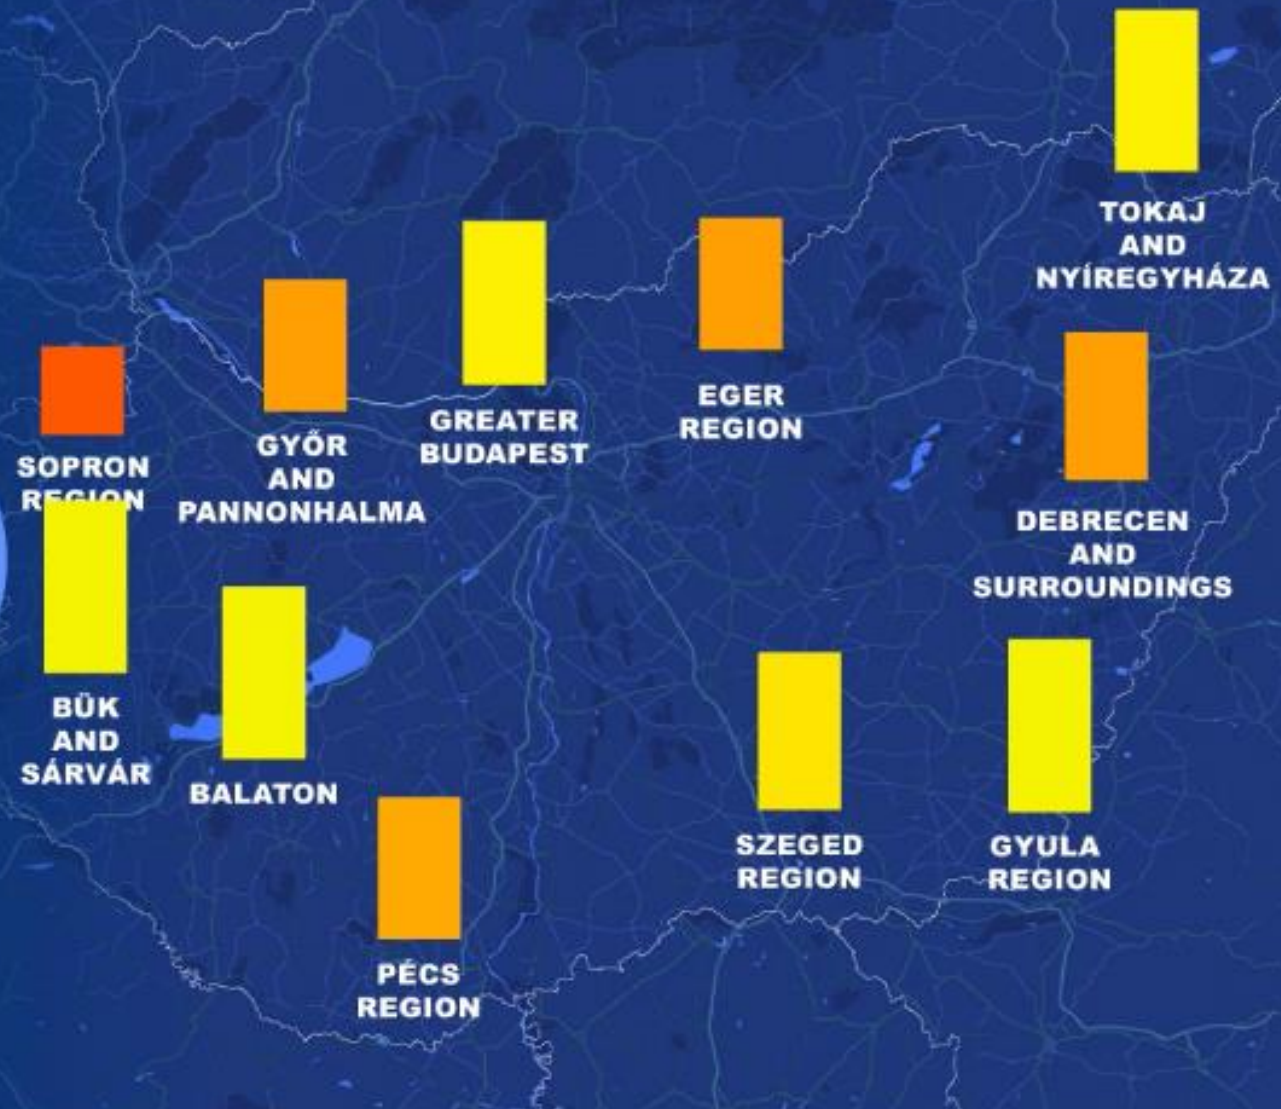 TOKAJ
AND
NYÍREGYHÁZA
EGER
REGION
GREATER
BUDAPEST
GYŐR
AND
PANNONHALMA
SOPRON
REGION
DEBRECEN
AND
SURROUNDINGS
BÜK
AND
SÁRVÁR
BALATON
SZEGED
REGION
GYULA
REGION
PÉCS
REGION